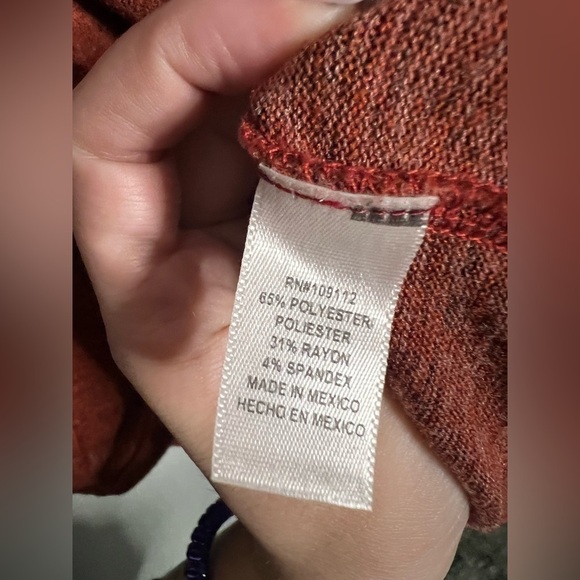 RN#109112
65% POLYESTER
POLIESTER
31% RAYON
4% SPANDEX
MADE IN MEXICO
HECHO EN MEXICO